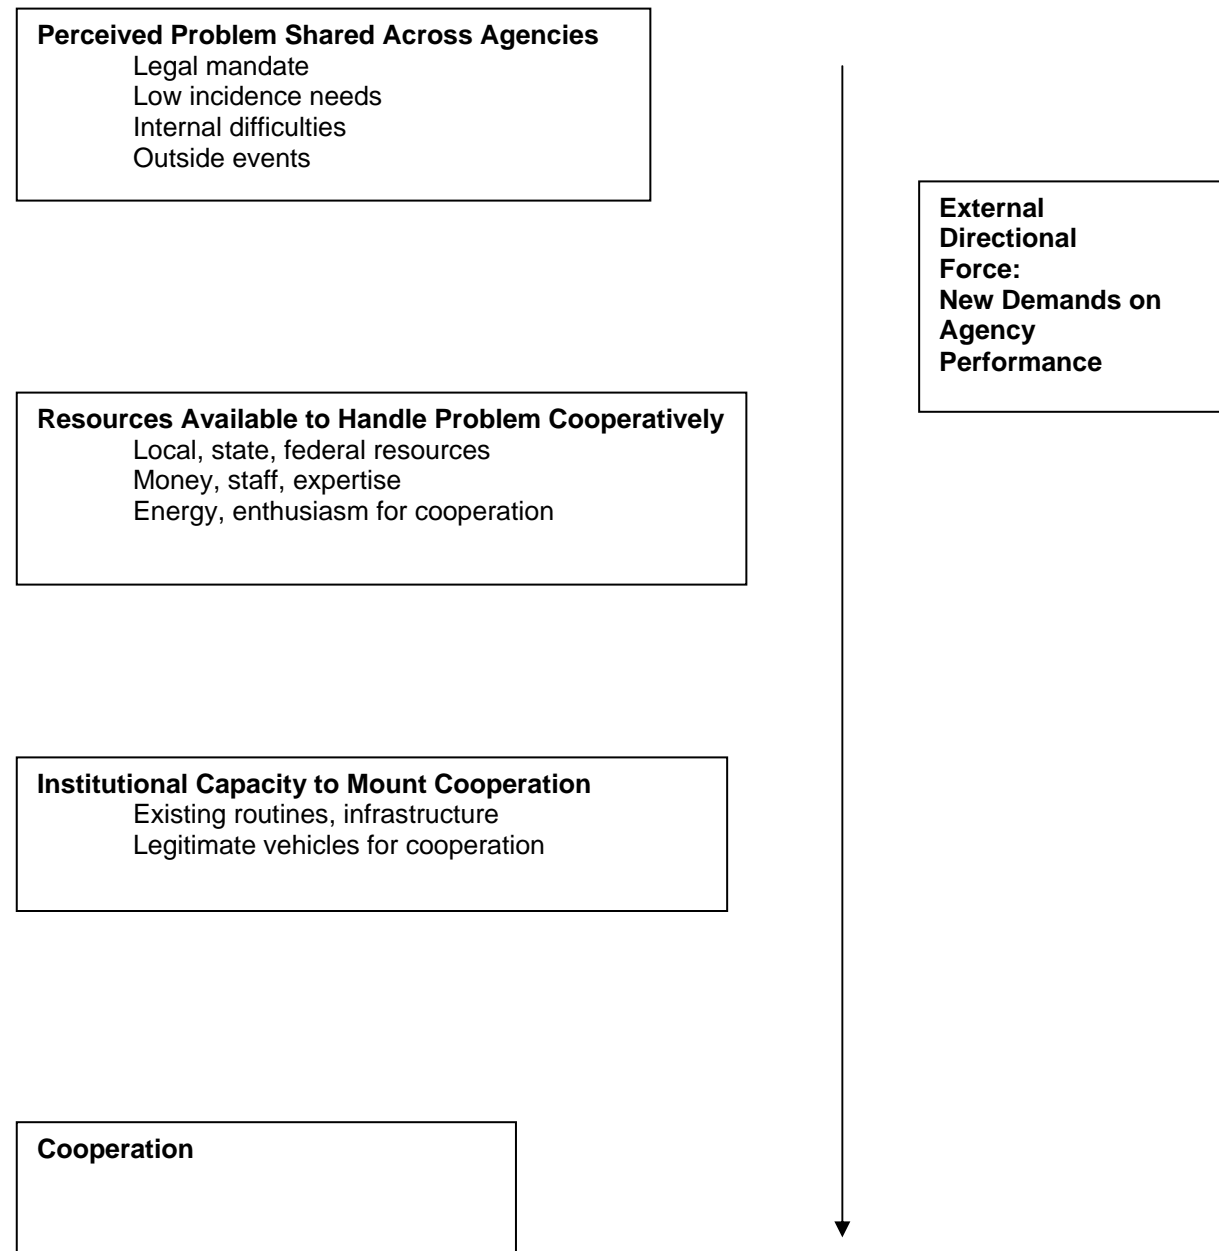 Perceived Problem Shared Across Agencies
Legal mandate
Low incidence needs
Internal difficulties
Outside events
External
Directional
Force:
New Demands on
Agency
Performance
Resources Available to Handle Problem Cooperatively
Local, state, federal resources
Money, staff, expertise
Energy, enthusiasm for cooperation
Institutional Capacity to Mount Cooperation
Existing routines, infrastructure
Legitimate vehicles for cooperation
Cooperation